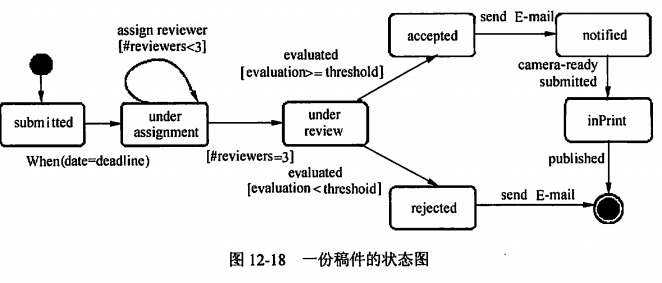 assign reviewer
[#reviewers<3]
submitted
When(date=deadline)
under
assignment
[#reviewers=3]
under
review
evaluated
[evaluation>= threshold]
evaluated
[evaluation<threshoid]
accepted
send E-mail
notified
camera-ready
submitted
inPrint
published
rejected
send E-mail
图 12-18 一份稿件的状态图